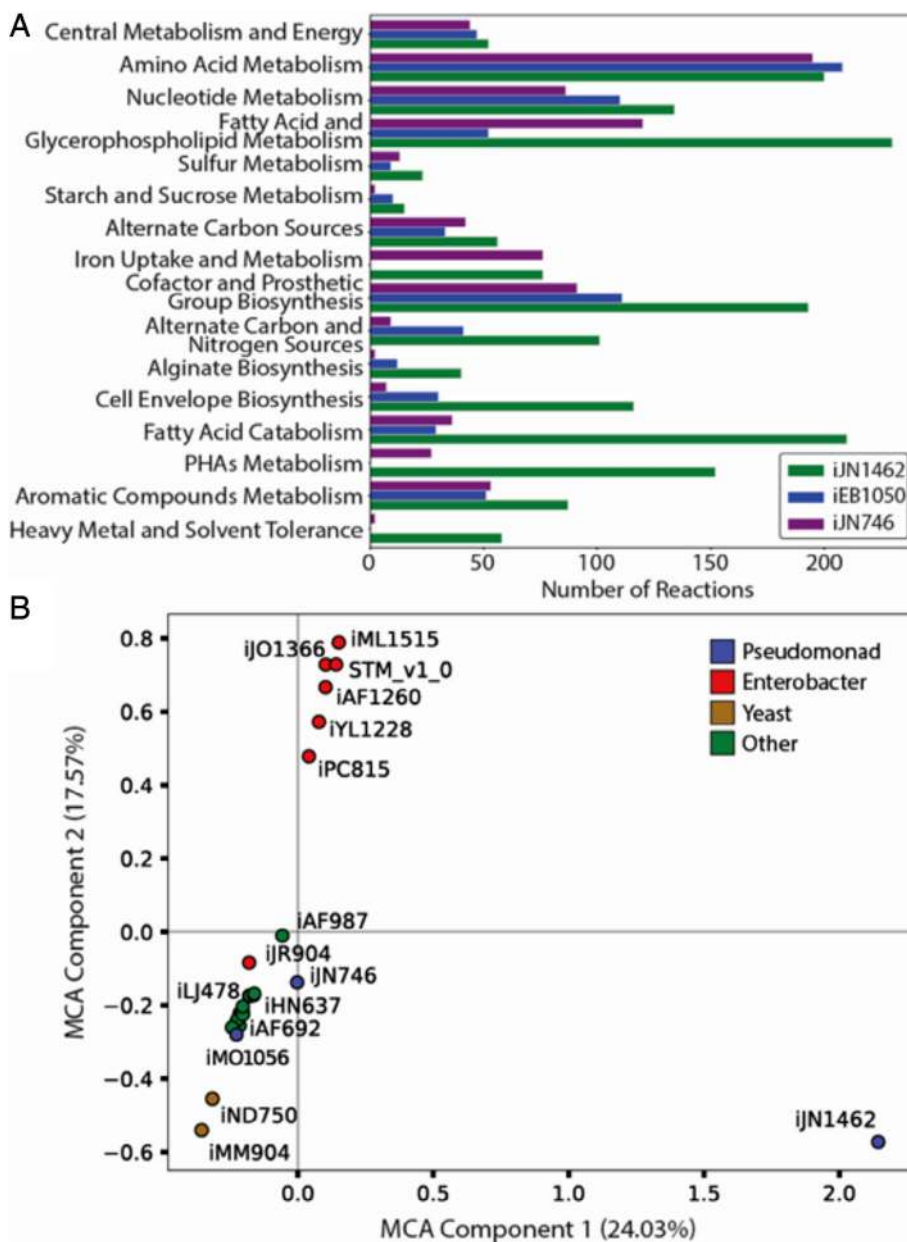 A
Central Metabolism and Energy
Amino Acid Metabolism
Nucleotide Metabolism
Fatty Acid and
Glycerophospholipid Metabolism
Sulfur Metabolism
Starch and Sucrose Metabolism
Alternate Carbon Sources
Iron Uptake and Metabolism
Cofactor and Prosthetic
Group Biosynthesis
Alternate Carbon and
Nitrogen Sources
Alginate Biosynthesis
Cell Envelope Biosynthesis
Fatty Acid Catabolism
PHAs Metabolism
Aromatic Compounds Metabolism
Heavy Metal and Solvent Tolerance
iJN1462
iEB1050
iJN746
0 50 100 150 200
Number of Reactions
B
MCA Component 2 (17.57%)
0.8
0.6
0.4
0.2
0.0
−0.2
−0.4
−0.6
iJO1366 iML1515
STM_v1_0
iAF1260
iYL1228
iPC815
Pseudomonad
Enterobacter
Yeast
Other
iAF987
iJR904
iJN746
iLJ478
iHN637
iAF692
iMO1056
iND750
iMM904
iJN1462
0.0 0.5 1.0 1.5 2.0
MCA Component 1 (24.03%)